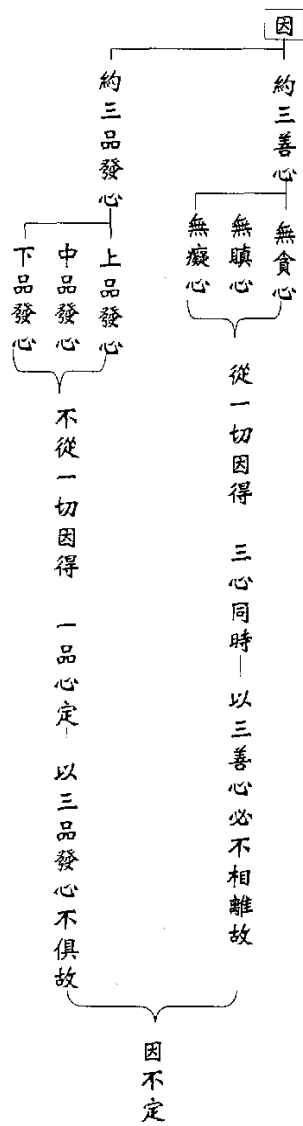 因
約三善心
無貪心
無瞋心
無癡心
從一切因得
三心同時
以三善心必不相離故
約三品發心
上品發心
中品發心
下品發心
不從一切因得
一品心定
以三品發心不俱故
因不定